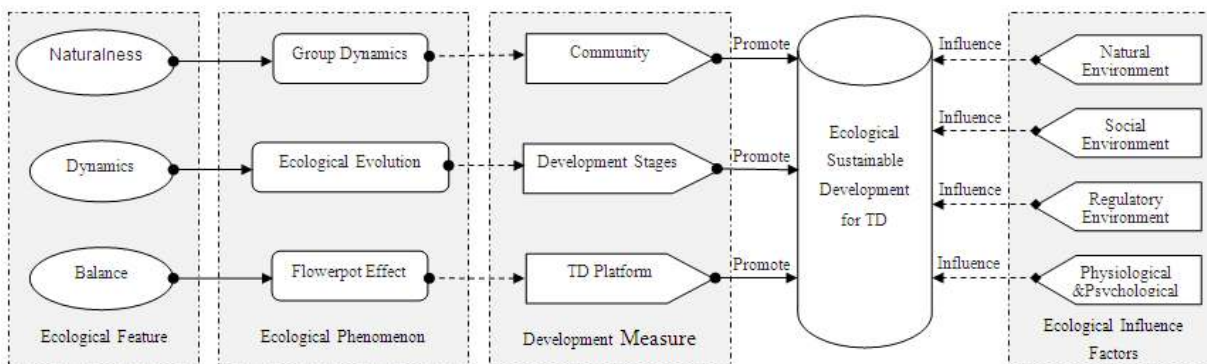 Naturalness
Group Dynamics
Community
Promote
Influence
Natural
Environment
Dynamics
Ecological Evolution
Development Stages
Promote
Ecological
Sustainable
Development
for TD
Influence
Social
Environment
Influence
Regulatory
Environment
Balance
Flowerpot Effect
TD Platform
Promote
Influence
Physiological
&Psychological
Ecological Feature
Ecological Phenomenon
Development Measure
Ecological Influence
Factors